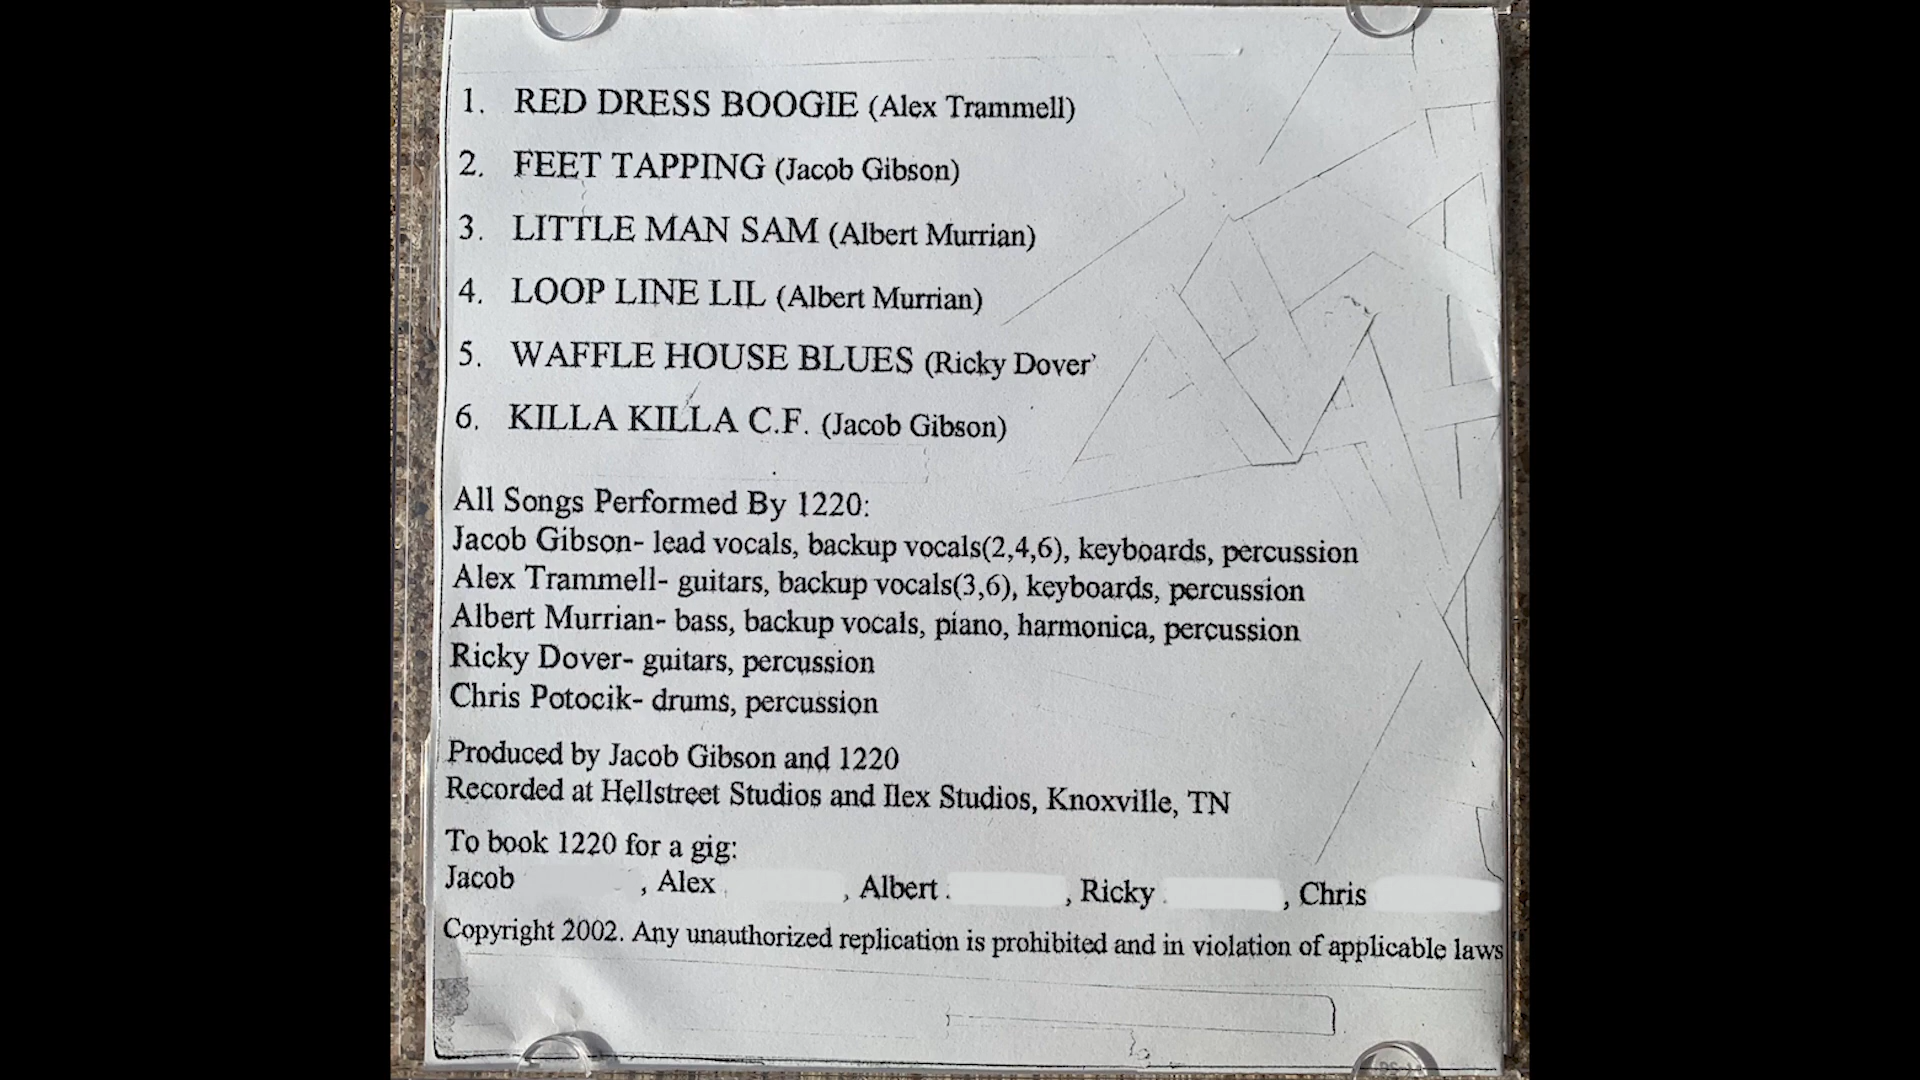 1. RED DRESS BOOGIE (Alex Trammell)
2. FEET TAPPING (Jacob Gibson)
3. LITTLE MAN SAM (Albert Murrian)
4. LOOP LINE LIL (Albert Murrian)
5. WAFFLE HOUSE BLUES (Ricky Dover'
6. KILLA KILLA C.F. (Jacob Gibson)
All Songs Performed By 1220:
Jacob Gibson- lead vocals, backup vocals(2,4,6), keyboards, percussion
Alex Trammell- guitars, backup vocals(3,6), keyboards, percussion
Albert Murrian- bass, backup vocals, piano, harmonica, percussion
Ricky Dover- guitars, percussion
Chris Potocik- drums, percussion
Produced by Jacob Gibson and 1220
Recorded at Hellstreet Studios and Ilex Studios, Knoxville, TN
To book 1220 for a gig:
Jacob , Alex , Albert , Ricky , Chris
Copyright 2002. Any unauthorized replication is prohibited and in violation of applicable laws